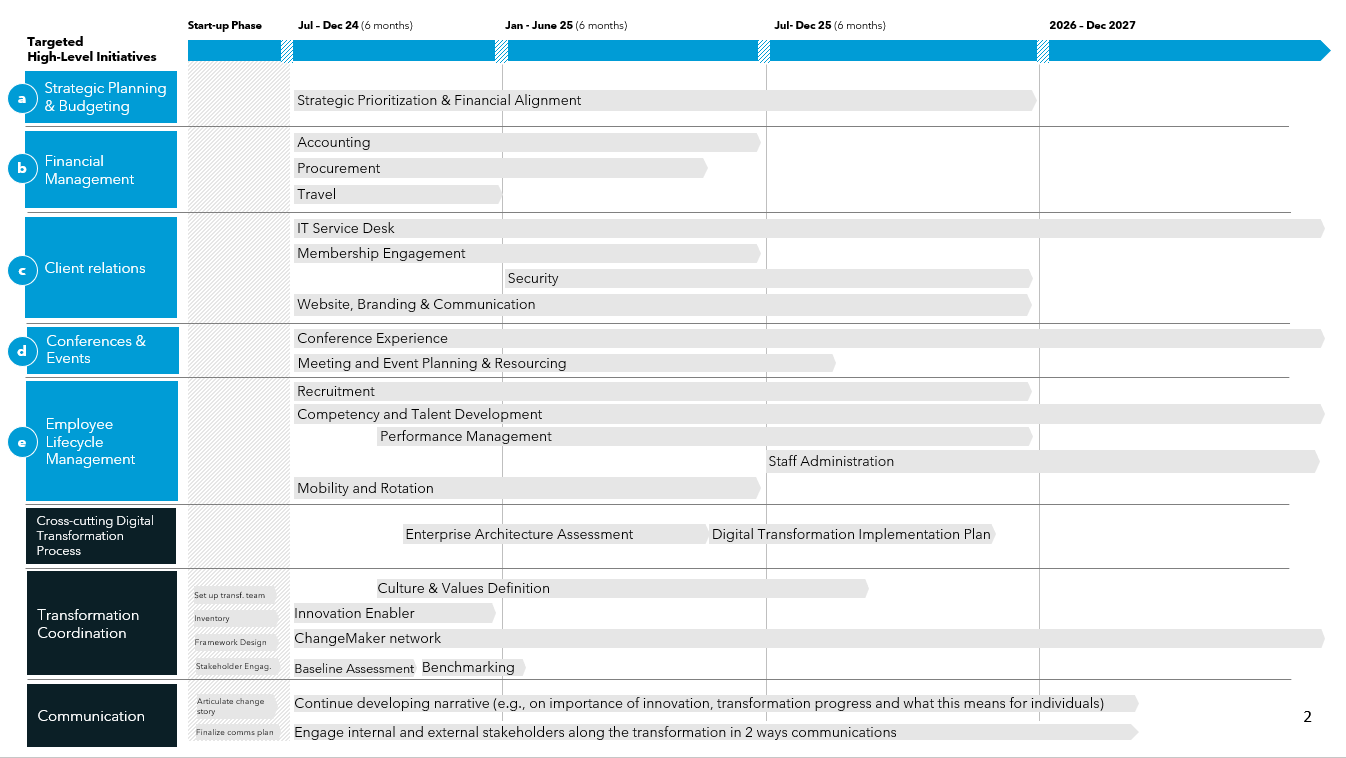 Start-up Phase
Jul – Dec 24 (6 months)
Jan - June 25 (6 months)
Jul- Dec 25 (6 months)
2026 – Dec 2027
Targeted
High-Level Initiatives
a
Strategic Planning
& Budgeting
Strategic Prioritization & Financial Alignment
b
Financial
Management
Accounting
Procurement
Travel
c
Client relations
IT Service Desk
Membership Engagement
Security
Website, Branding & Communication
d
Conferences &
Events
Conference Experience
Meeting and Event Planning & Resourcing
e
Employee
Lifecycle
Management
Recruitment
Competency and Talent Development
Performance Management
Staff Administration
Mobility and Rotation
Cross-cutting Digital
Transformation
Process
Enterprise Architecture Assessment
Digital Transformation Implementation Plan
Transformation
Coordination
Set up transf. team
Inventory
Framework Design
Stakeholder Engag.
Culture & Values Definition
Innovation Enabler
ChangeMaker network
Baseline Assessment
Benchmarking
Communication
Articulate change
story
Finalize comms plan
Continue developing narrative (e.g., on importance of innovation, transformation progress and what this means for individuals)
Engage internal and external stakeholders along the transformation in 2 ways communications
2